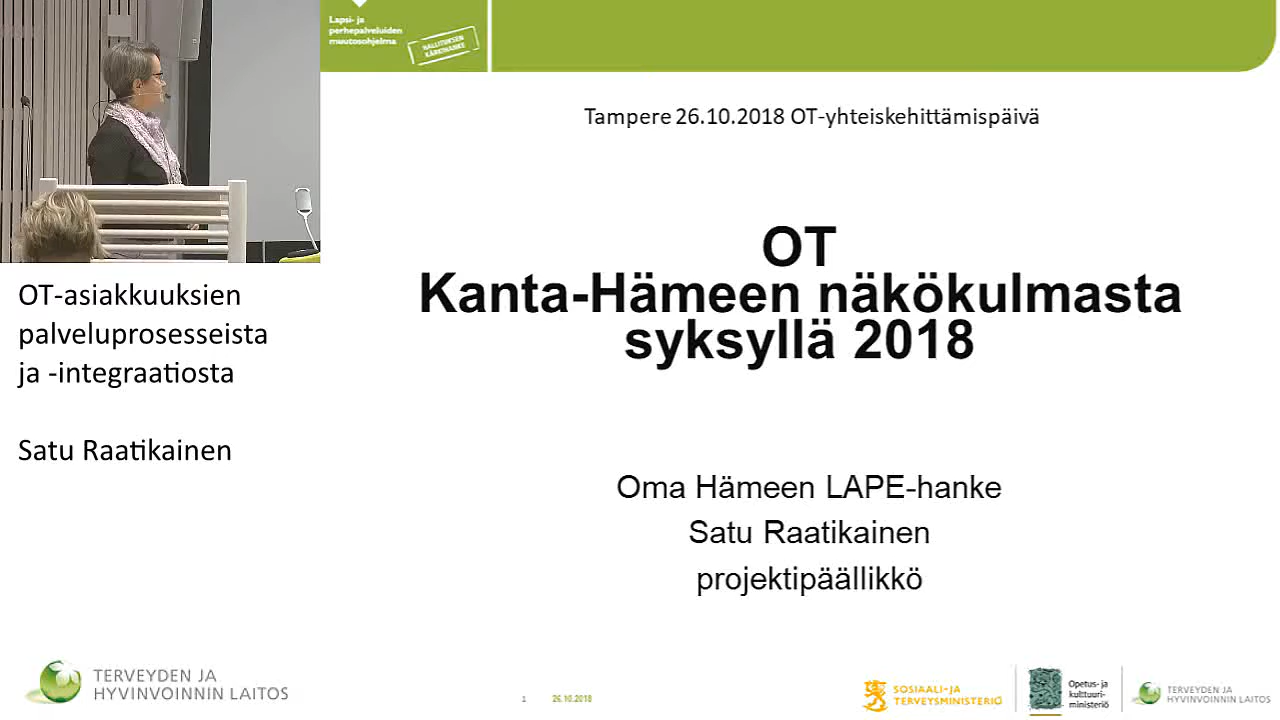 Lapsi- ja
perhepalveluiden
muutosohjelma
HALLITUKSEN
KÄRKIHANKE
Tampere 26.10.2018 OT-yhteiskehittämispäivä
OT
Kanta-Hämeen näkökulmasta
syksyllä 2018
OT-asiakkuuksien
palveluprosesseista
ja -integraatiosta
Satu Raatikainen
Oma Hämeen LAPE-hanke
Satu Raatikainen
projektipäällikkö
TERVEYDEN JA
HYVINVOINNIN LAITOS
1
26.10.2018
SOSIAALI- JA
TERVEYSMINISTERIÖ
Opetus- ja
kulttuuri-
ministeriö
TERVEYDEN JA
HYVINVOINNIN LAITOS